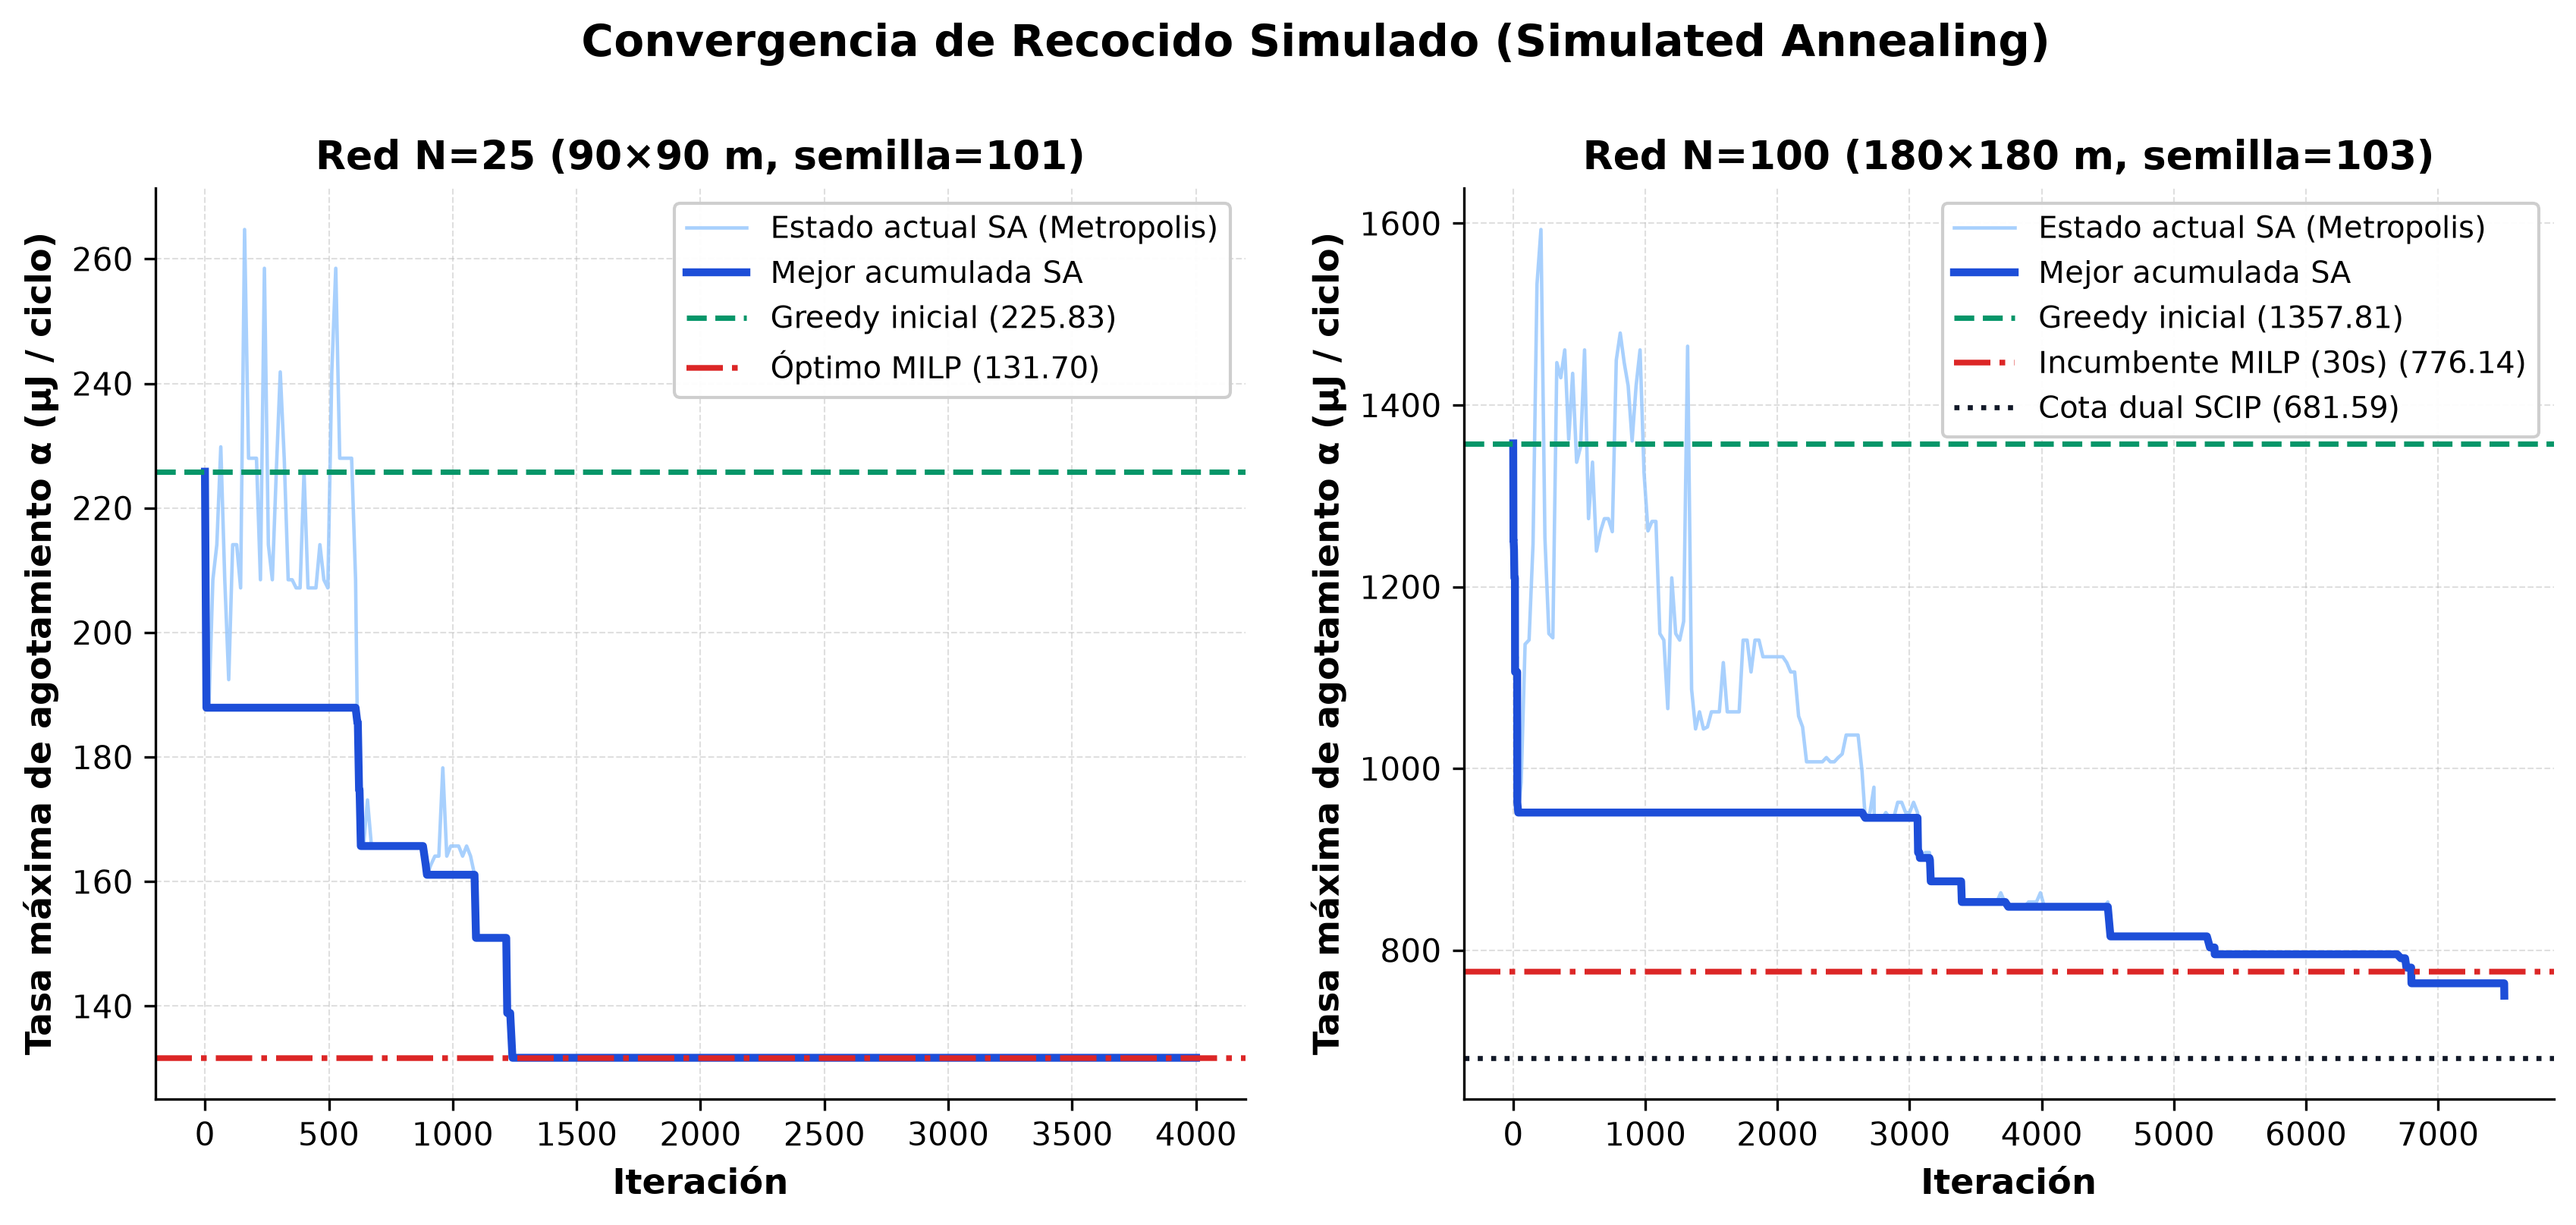 Convergencia de Recocido Simulado (Simulated Annealing)
Red N=25 (90×90 m, semilla=101)
Tasa máxima de agotamiento α (µJ / ciclo)
260
240
220
200
180
160
140
Estado actual SA (Metropolis)
Mejor acumulada SA
Greedy inicial (225.83)
Óptimo MILP (131.70)
0 500 1000 1500 2000 2500 3000 3500 4000
Iteración
Red N=100 (180×180 m, semilla=103)
Tasa máxima de agotamiento α (µJ / ciclo)
1600
1400
1200
1000
800
Estado actual SA (Metropolis)
Mejor acumulada SA
Greedy inicial (1357.81)
Incumbente MILP (30s) (776.14)
Cota dual SCIP (681.59)
0 1000 2000 3000 4000 5000 6000 7000
Iteración